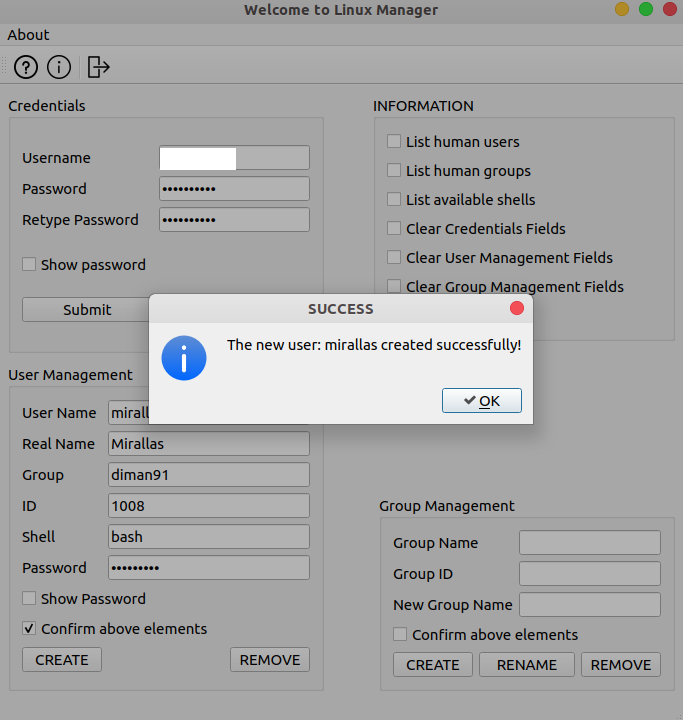 Welcome to Linux Manager
About
Credentials
Username
Password ••••••••••
Retype Password ••••••••••
Show password
Submit
INFORMATION
List human users
List human groups
List available shells
Clear Credentials Fields
Clear User Management Fields
Clear Group Management Fields
SUCCESS
The new user: mirallas created successfully!
OK
User Management
User Name
Real Name Mirallas
Group diman91
ID 1008
Shell bash
Password •••••••••
Show Password
Confirm above elements
CREATE REMOVE
Group Management
Group Name
Group ID
New Group Name
Confirm above elements
CREATE RENAME REMOVE